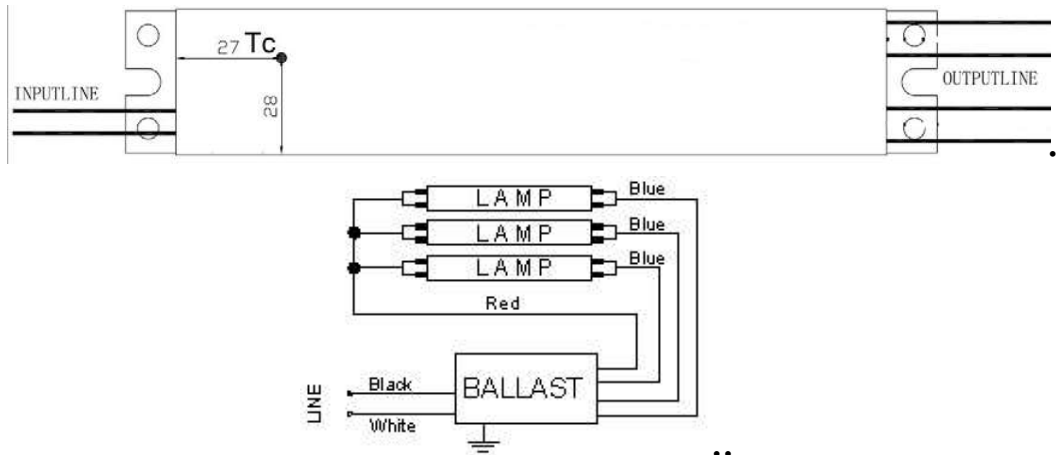 27 Tc
28
INPUTLINE
OUTPUTLINE
LAMP Blue
LAMP Blue
LAMP Blue
Red
LINE
Black
BALLAST
White